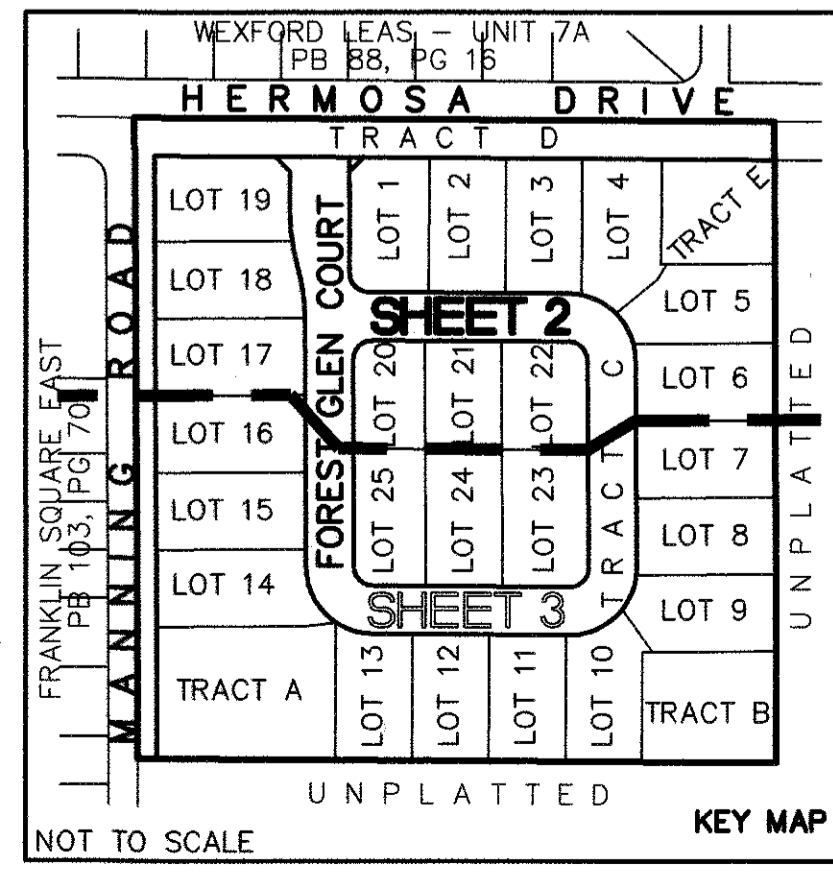 WEXFORD LEAS - UNIT 7A
PB 88, PG 16
HERMOSA DRIVE
TRACT D
LOT 19
LOT 18
LOT 17
LOT 16
LOT 15
LOT 14
TRACT A
FOREST GLEN COURT
LOT 1
LOT 2
LOT 3
LOT 4
TRACT E
LOT 5
LOT 6
LOT 7
LOT 8
LOT 9
TRACT B
SHEET 2
LOT 20
LOT 21
LOT 22
LOT 25
LOT 24
LOT 23
TRACT C
SHEET 3
LOT 13
LOT 12
LOT 11
LOT 10
MANNING ROAD
FRANKLIN SQUARE EAST
PB 103, PG 70
UNPLATTED
UNPLATTED
KEY MAP
NOT TO SCALE